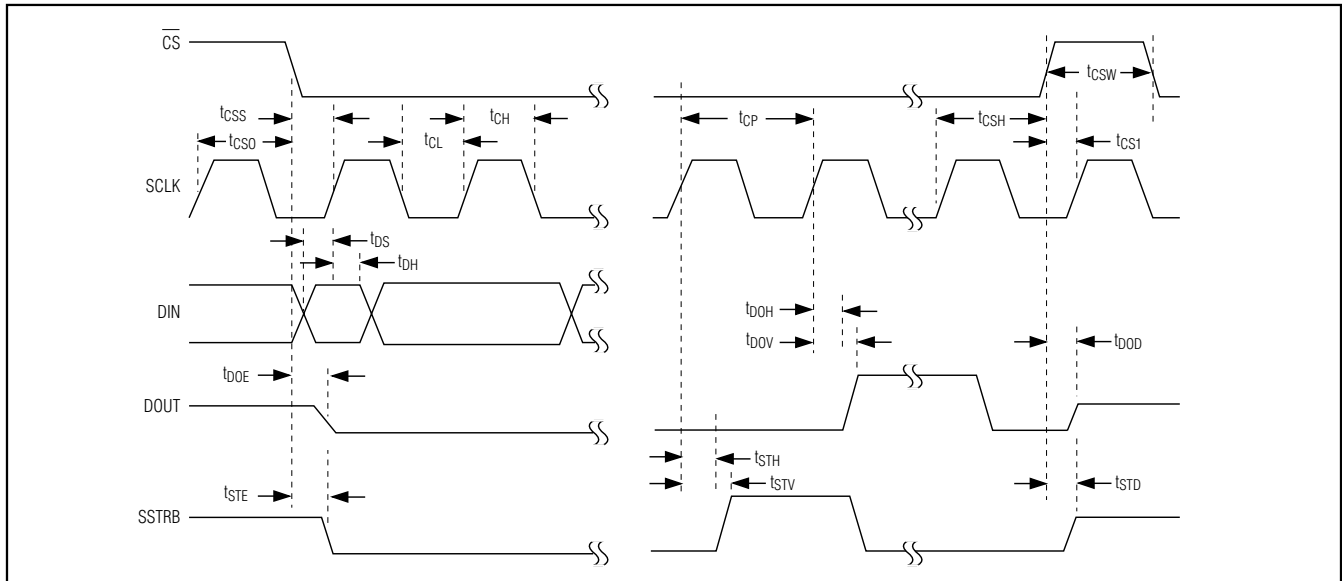 CS
tCSW
tCSS
tCH
tCP
tCSH
tCSO
tCL
tCS1
SCLK
tDS
tDH
DIN
tDOH
tDOV
tDOD
tDOE
DOUT
tSTH
tSTE
tSTV
tSTD
SSTRB